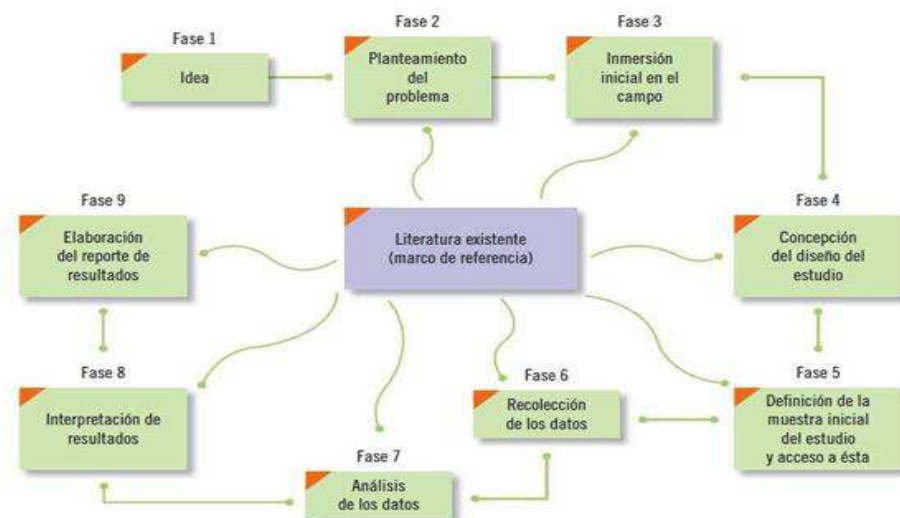 Fase 1
Idea
Fase 2
Planteamiento
del
problema
Fase 3
Inmersión
inicial en el
campo
Fase 4
Concepción
del diseño del
estudio
Fase 5
Definición de la
muestra inicial
del estudio
y acceso a ésta
Fase 6
Recolección
de los datos
Fase 7
Análisis
de los datos
Fase 8
Interpretación de
resultados
Fase 9
Elaboración
del reporte de
resultados
Literatura existente
(marco de referencia)